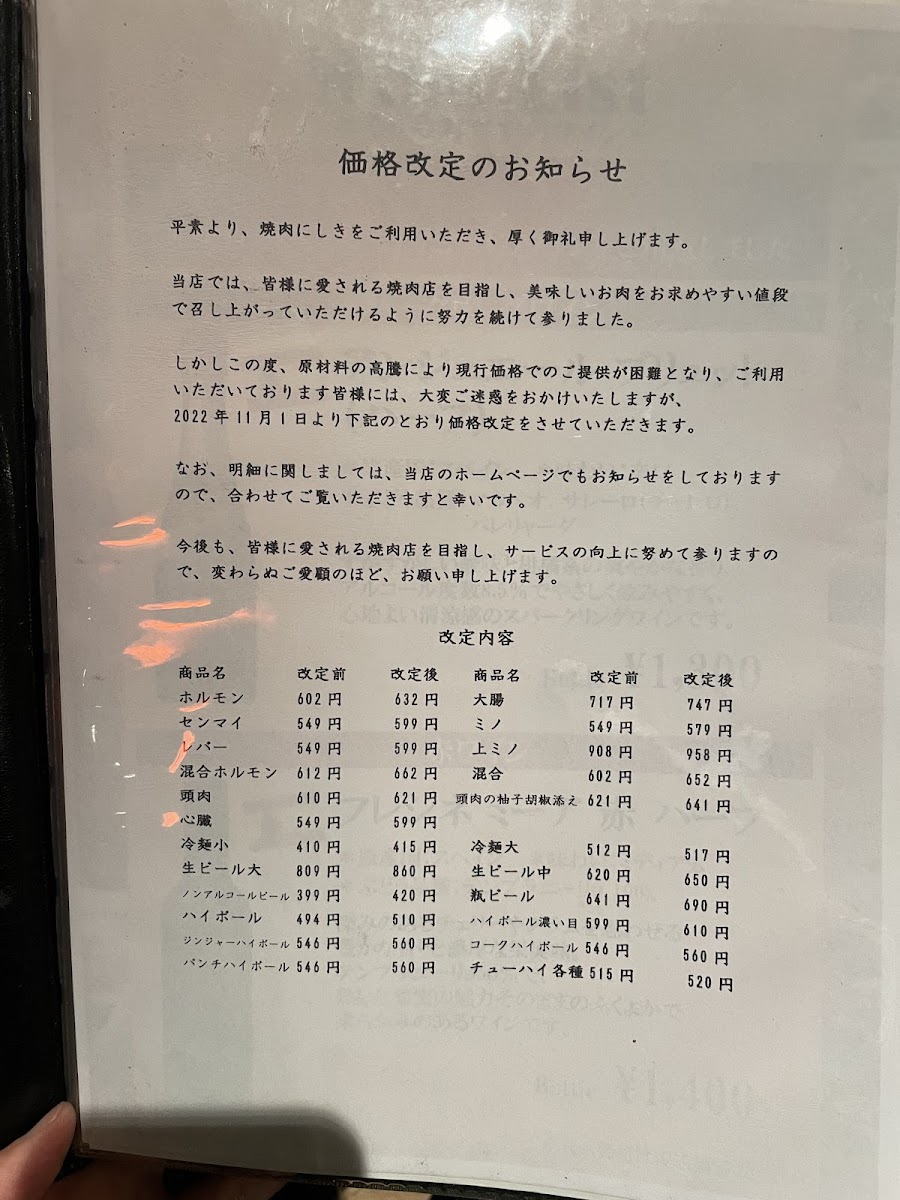 価格改定のお知らせ
平素より、焼肉にしきをご利用いただき、厚く御礼申し上げます。
当店では、皆様に愛される焼肉店を目指し、美味しいお肉をお求めやすい値段
で召し上がっていただけるように努力を続けて参りました。
しかしこの度、原材料の高騰により現行価格でのご提供が困難となり、ご利用
いただいております皆様には、大変ご迷惑をおかけいたしますが、
2022年11月1日より下記のとおり価格改定をさせていただきます。
なお、明細に関しましては、当店のホームページでもお知らせをしております
ので、合わせてご覧いただきますと幸いです。
今後も、皆様に愛される焼肉店を目指し、サービスの向上に努めて参りますの
で、変わらぬご愛顧のほど、お願い申し上げます。
改定内容
商品名 改定前 改定後 商品名 改定前 改定後
ホルモン 602円 632円 大腸 717円 747円
センマイ 549円 599円 ミノ 549円 579円
レバー 549円 599円 上ミノ 908円 958円
混合ホルモン 612円 662円 混合 602円 652円
頭肉 610円 621円 頭肉の柚子胡椒添え 621円 641円
心臓 549円 599円
冷麺小 410円 415円 冷麺大 512円 517円
生ビール大 809円 860円 生ビール中 620円 650円
ノンアルコールビール 399円 420円 瓶ビール 641円 690円
ハイボール 494円 510円 ハイボール濃い目 599円 610円
ジンジャーハイボール 546円 560円 コークハイボール 546円 560円
パンチハイボール 546円 560円 チューハイ各種 515円 520円